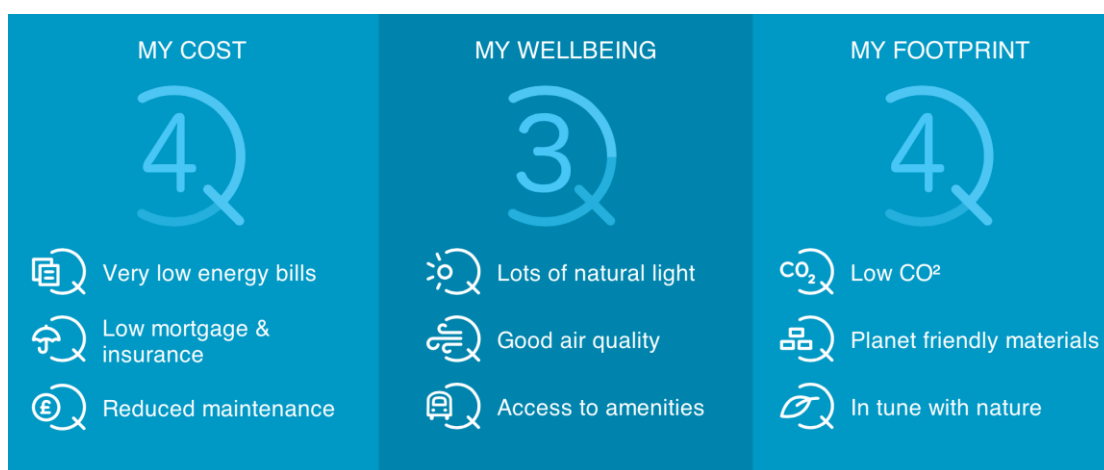 MY COST
4
Very low energy bills
Low mortgage &
insurance
£
Reduced maintenance
MY WELLBEING
3
Lots of natural light
Good air quality
Access to amenities
MY FOOTPRINT
4
CO₂
Low CO²
Planet friendly materials
In tune with nature